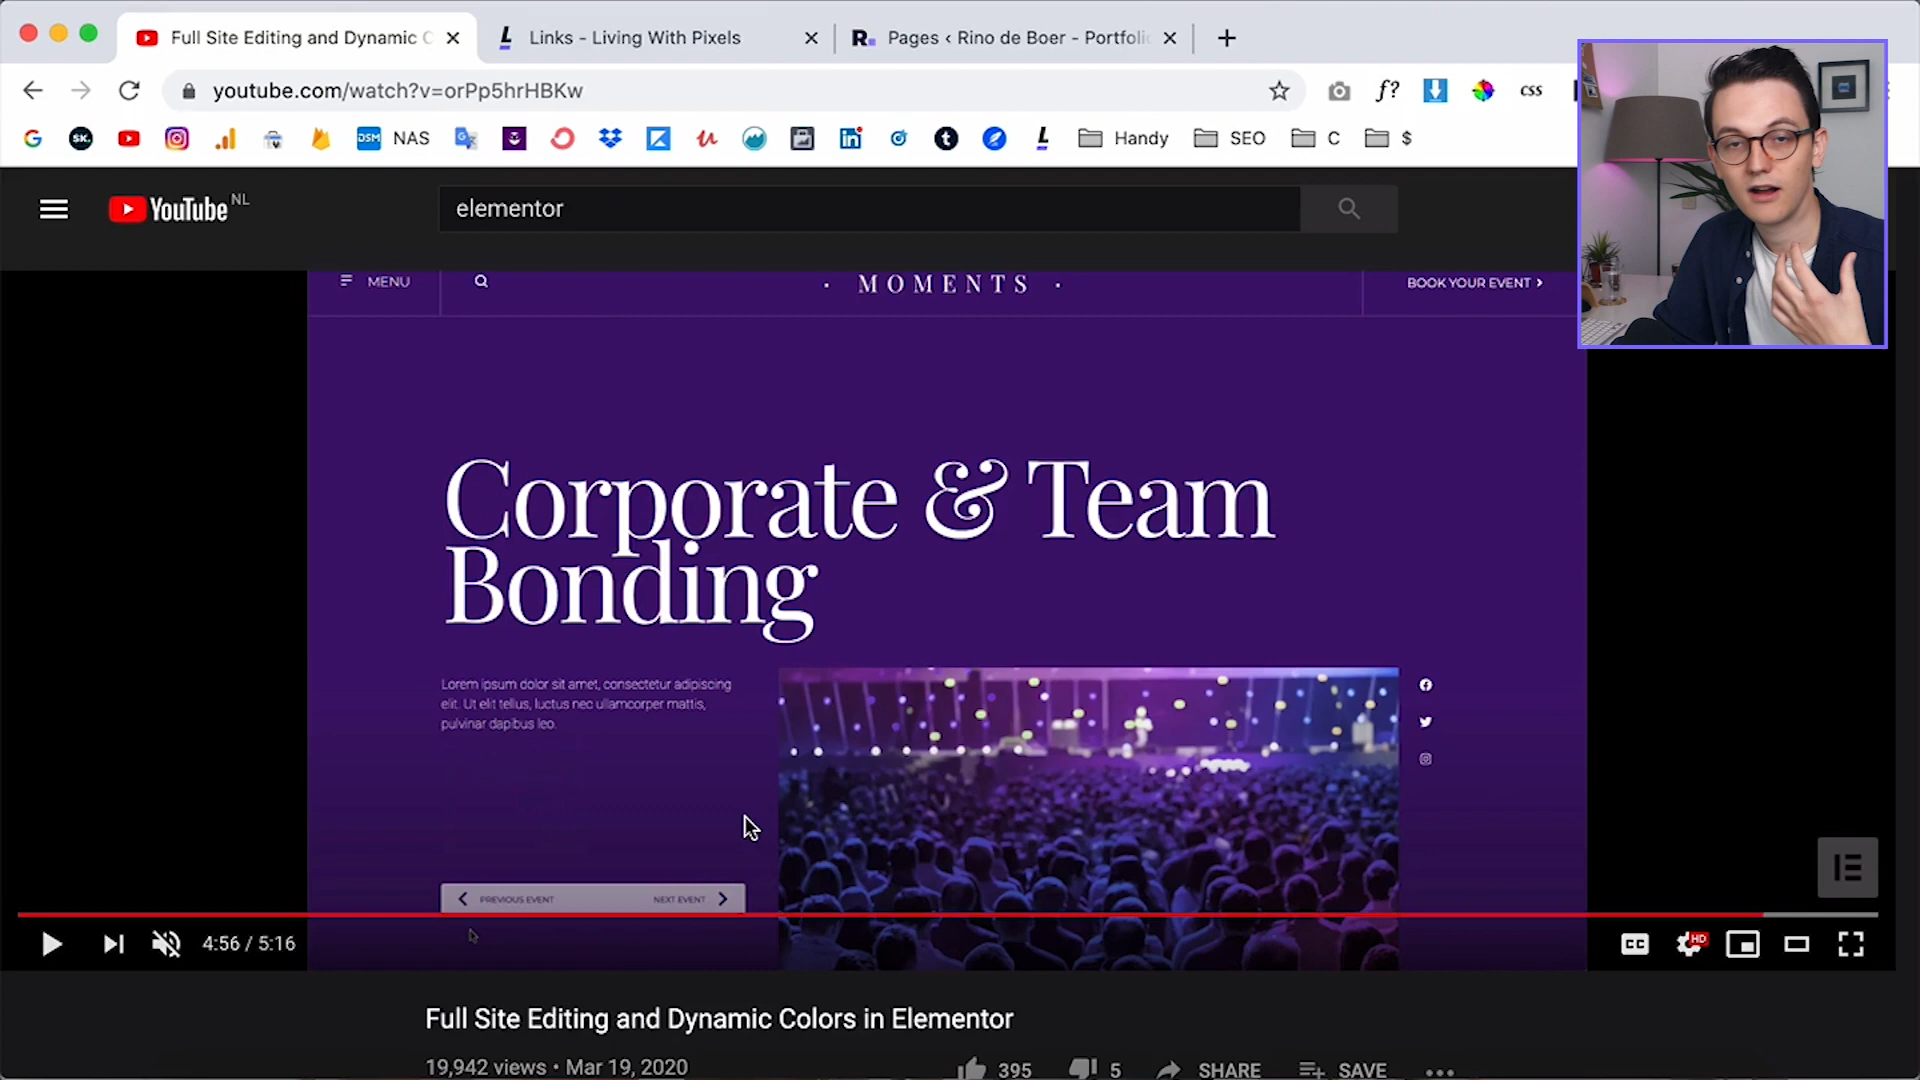 Full Site Editing and Dynamic C
Links - Living With Pixels
R. Pages ‹ Rino de Boer - Portfoli
youtube.com/watch?v=orPp5hrHBKw
f?
css
G
SK.
DSM NAS
Handy
SEO
C
$
YouTube NL
elementor
MENU
· MOMENTS ·
BOOK YOUR EVENT
Corporate & Team
Bonding
Lorem ipsum dolor sit amet, consectetur adipiscing
elit. Ut elit tellus, luctus nec ullamcorper mattis,
pulvinar dapibus leo.
PREVIOUS EVENT
NEXT EVENT
4:56 / 5:16
CC
HD
Full Site Editing and Dynamic Colors in Elementor
19,942 views • Mar 19, 2020
395
5
SHARE
SAVE